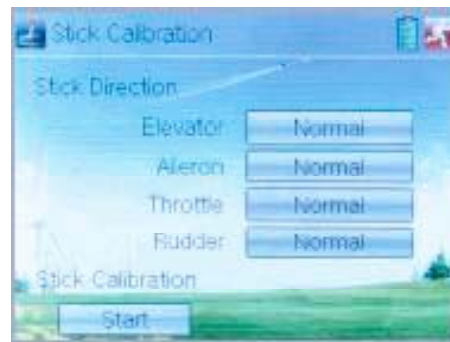 Stick Calibration
Stick Direction
Elevator Normal
Aileron Normal
Throttle Normal
Rudder Normal
Stick Calibration
Start